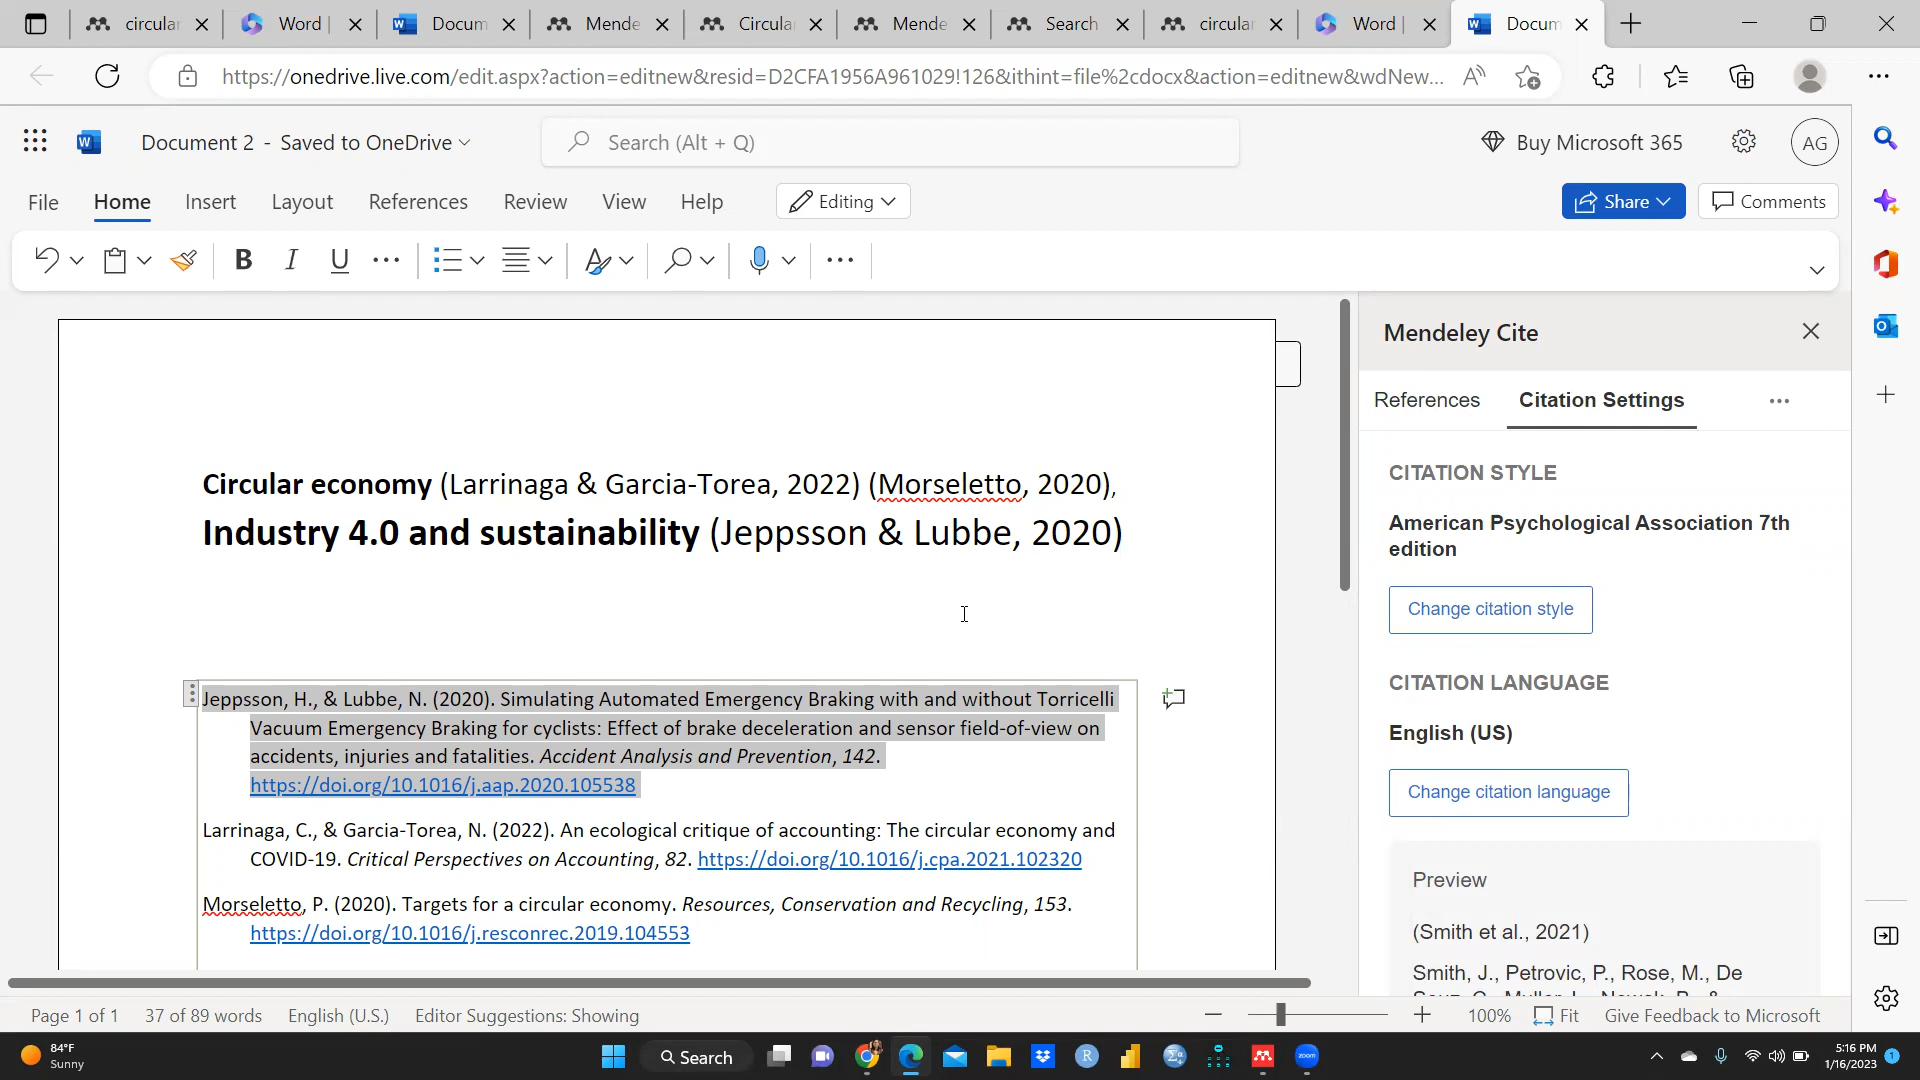 circular
Word |
Docum
Mende
Circula
Mende
Search
circular
Word |
Docum
https://onedrive.live.com/edit.aspx?action=editnew&resid=D2CFA1956A961029!126&ithint=file%2cdocx&action=editnew&wdNew...
Document 2 - Saved to OneDrive
Search (Alt + Q)
Buy Microsoft 365
AG
File
Home
Insert
Layout
References
Review
View
Help
Editing
Share
Comments
B
I
U
Mendeley Cite
References
Citation Settings
CITATION STYLE
American Psychological Association 7th
edition
Change citation style
CITATION LANGUAGE
English (US)
Change citation language
Preview
(Smith et al., 2021)
Smith, J., Petrovic, P., Rose, M., De
Circular economy (Larrinaga & Garcia-Torea, 2022) (Morseletto, 2020),
Industry 4.0 and sustainability (Jeppsson & Lubbe, 2020)
Jeppsson, H., & Lubbe, N. (2020). Simulating Automated Emergency Braking with and without Torricelli
Vacuum Emergency Braking for cyclists: Effect of brake deceleration and sensor field-of-view on
accidents, injuries and fatalities. Accident Analysis and Prevention, 142.
https://doi.org/10.1016/j.aap.2020.105538
Larrinaga, C., & Garcia-Torea, N. (2022). An ecological critique of accounting: The circular economy and
COVID-19. Critical Perspectives on Accounting, 82. https://doi.org/10.1016/j.cpa.2021.102320
Morseletto, P. (2020). Targets for a circular economy. Resources, Conservation and Recycling, 153.
https://doi.org/10.1016/j.resconrec.2019.104553
Page 1 of 1
37 of 89 words
English (U.S.)
Editor Suggestions: Showing
100%
Fit
Give Feedback to Microsoft
84°F
Sunny
Search
zoom
5:16 PM
1/16/2023
1